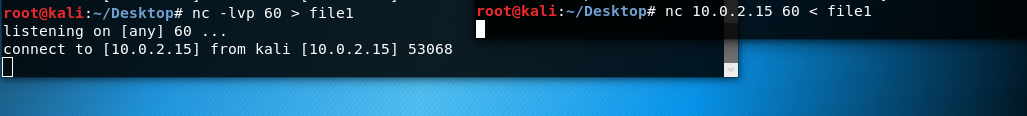 root@kali:~/Desktop# nc -lvp 60 > file1
listening on [any] 60 ...
connect to [10.0.2.15] from kali [10.0.2.15] 53068
root@kali:~/Desktop# nc 10.0.2.15 60 < file1